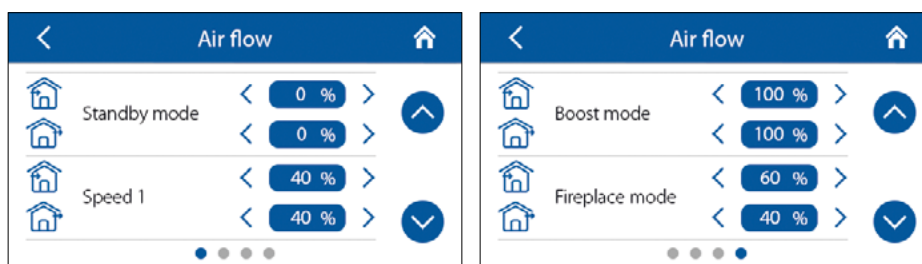 Air flow
Standby mode
0 %
0 %
Speed 1
40 %
40 %
Air flow
Boost mode
100 %
100 %
Fireplace mode
60 %
40 %